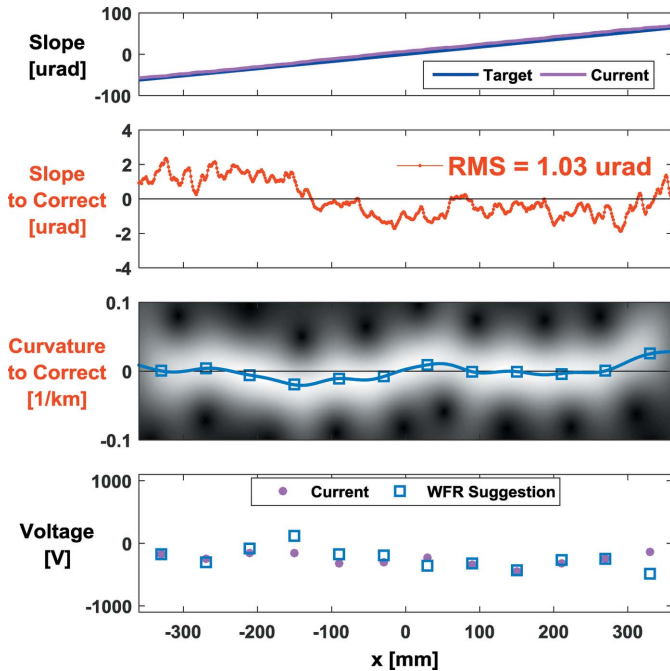 Slope
[urad]
100
0
-100
Target
Current
Slope
to Correct
[urad]
4
2
0
-2
-4
RMS = 1.03 urad
Curvature
to Correct
[1/km]
0.1
0
-0.1
Voltage
[V]
1000
0
-1000
Current
WFR Suggestion
-300 -200 -100 0 100 200 300
x [mm]